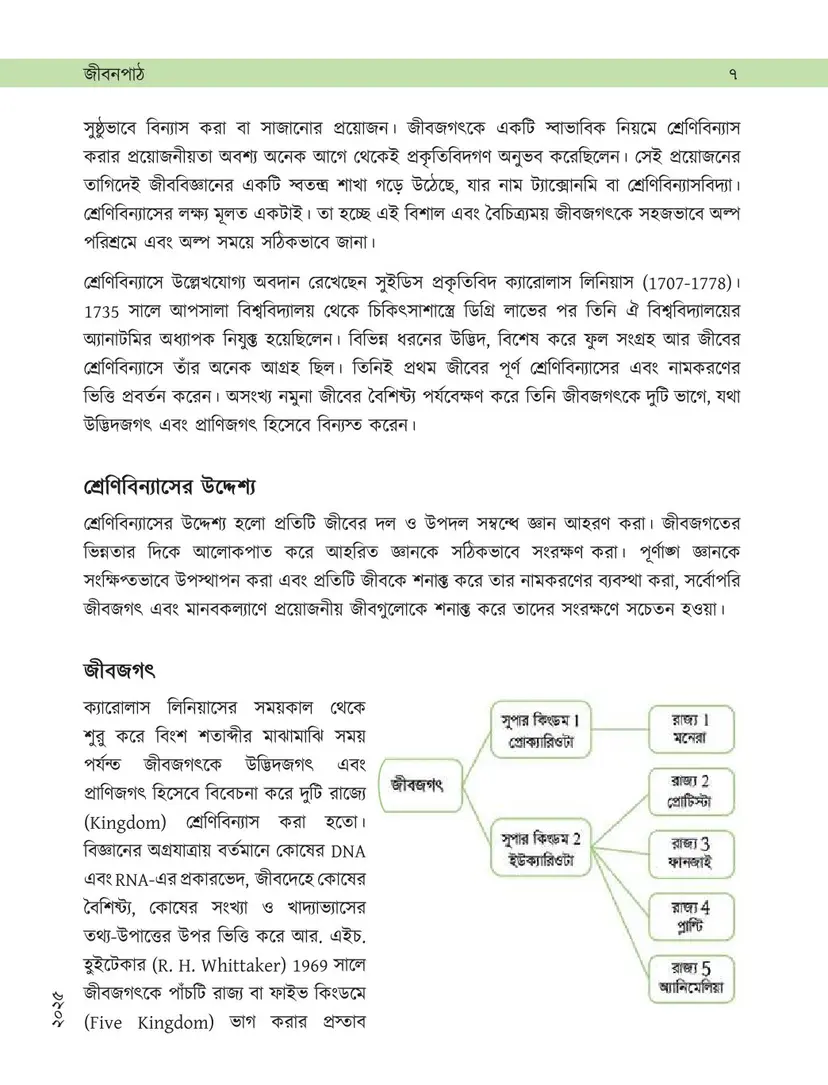 জীবনপাঠ ৭
সুষ্ঠুভাবে বিন্যাস করা বা সাজানোর প্রয়োজন। জীবজগৎকে একটি স্বাভাবিক নিয়মে শ্রেণিবিন্যাস
করার প্রয়োজনীয়তা অবশ্য অনেক আগে থেকেই প্রকৃতিবিদগণ অনুভব করেছিলেন। সেই প্রয়োজনের
তাগিদেই জীববিজ্ঞানের একটি স্বতন্ত্র শাখা গড়ে উঠেছে, যার নাম ট্যাক্সোনমি বা শ্রেণিবিন্যাসবিদ্যা।
শ্রেণিবিন্যাসের লক্ষ্য মূলত একটাই। তা হচ্ছে এই বিশাল এবং বৈচিত্র্যময় জীবজগৎকে সহজভাবে অল্প
পরিশ্রমে এবং অল্প সময়ে সঠিকভাবে জানা।
শ্রেণিবিন্যাসে উল্লেখযোগ্য অবদান রেখেছেন সুইডিস প্রকৃতিবিদ ক্যারোলাস লিনিয়াস (1707-1778)।
1735 সালে আপসালা বিশ্ববিদ্যালয় থেকে চিকিৎসাশাস্ত্রে ডিগ্রি লাভের পর তিনি ঐ বিশ্ববিদ্যালয়ের
অ্যানাটমির অধ্যাপক নিযুক্ত হয়েছিলেন। বিভিন্ন ধরনের উদ্ভিদ, বিশেষ করে ফুল সংগ্রহ আর জীবের
শ্রেণিবিন্যাসে তাঁর অনেক আগ্রহ ছিল। তিনিই প্রথম জীবের পূর্ণ শ্রেণিবিন্যাসের এবং নামকরণের
ভিত্তি প্রবর্তন করেন। অসংখ্য নমুনা জীবের বৈশিষ্ট্য পর্যবেক্ষণ করে তিনি জীবজগৎকে দুটি ভাগে, যথা
উদ্ভিদজগৎ এবং প্রাণিজগৎ হিসেবে বিন্যস্ত করেন।
শ্রেণিবিন্যাসের উদ্দেশ্য
শ্রেণিবিন্যাসের উদ্দেশ্য হলো প্রতিটি জীবের দল ও উপদল সম্বন্ধে জ্ঞান আহরণ করা। জীবজগতের
ভিন্নতার দিকে আলোকপাত করে আহরিত জ্ঞানকে সঠিকভাবে সংরক্ষণ করা। পূর্ণাঙ্গ জ্ঞানকে
সংক্ষিপ্তভাবে উপস্থাপন করা এবং প্রতিটি জীবকে শনাক্ত করে তার নামকরণের ব্যবস্থা করা, সর্বোপরি
জীবজগৎ এবং মানবকল্যাণে প্রয়োজনীয় জীবগুলোকে শনাক্ত করে তাদের সংরক্ষণে সচেতন হওয়া।
জীবজগৎ
ক্যারোলাস লিনিয়াসের সময়কাল থেকে
শুরু করে বিংশ শতাব্দীর মাঝামাঝি সময়
পর্যন্ত জীবজগৎকে উদ্ভিদজগৎ এবং
প্রাণিজগৎ হিসেবে বিবেচনা করে দুটি রাজ্যে
(Kingdom) শ্রেণিবিন্যাস করা হতো।
বিজ্ঞানের অগ্রযাত্রায় বর্তমানে কোষের DNA
এবং RNA-এর প্রকারভেদ, জীবদেহে কোষের
বৈশিষ্ট্য, কোষের সংখ্যা ও খাদ্যাভ্যাসের
তথ্য-উপাত্তের উপর ভিত্তি করে আর. এইচ.
হুইটেকার (R. H. Whittaker) 1969 সালে
জীবজগৎকে পাঁচটি রাজ্য বা ফাইভ কিংডমে
(Five Kingdom) ভাগ করার প্রস্তাব
জীবজগৎ
সুপার কিংডম 1
প্রোক্যারিওটা
সুপার কিংডম 2
ইউক্যারিওটা
রাজ্য 1
মনেরা
রাজ্য 2
প্রোটিস্টা
রাজ্য 3
ফানজাই
রাজ্য 4
প্লান্টি
রাজ্য 5
অ্যানিমেলিয়া
২০২৫